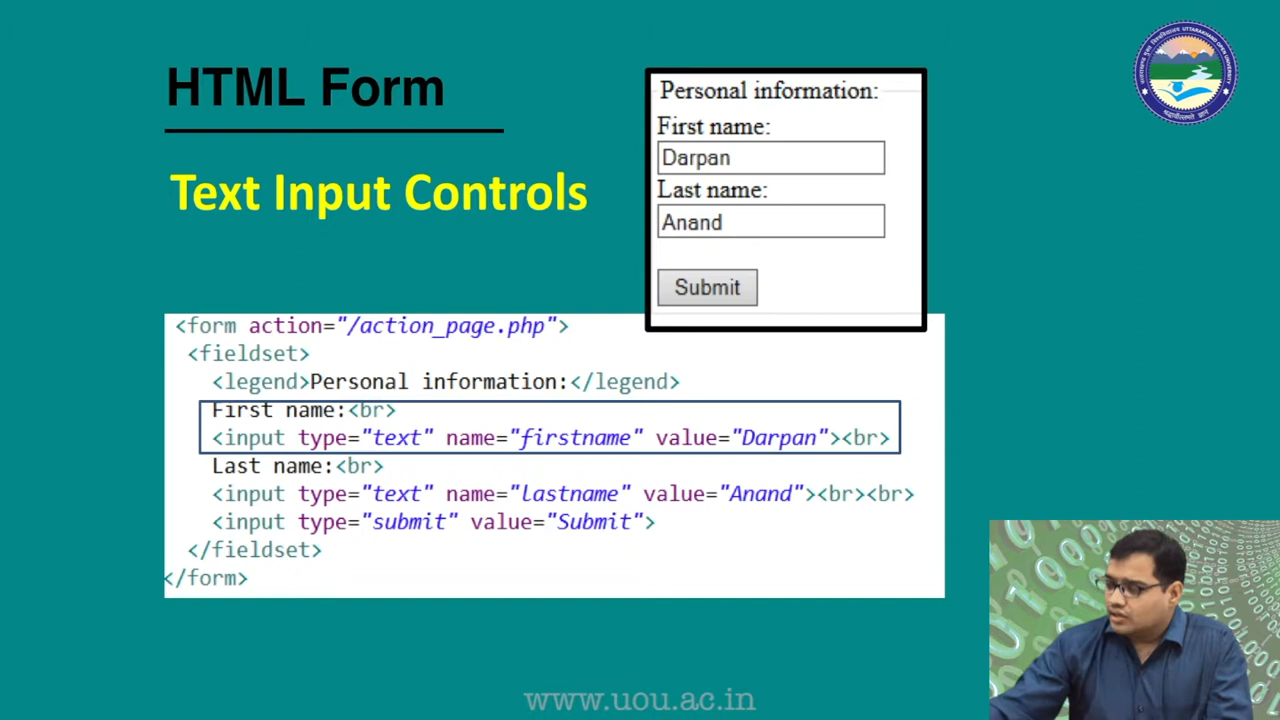 HTML Form
Text Input Controls
Personal information:
First name:
Darpan
Last name:
Anand
Submit
<form action="/action_page.php">
<fieldset>
<legend>Personal information:</legend>
First name:<br>
<input type="text" name="firstname" value="Darpan"><br>
Last name:<br>
<input type="text" name="lastname" value="Anand"><br><br>
<input type="submit" value="Submit">
</fieldset>
</form>
UTTARAKHAND OPEN UNIVERSITY
www.uou.ac.in